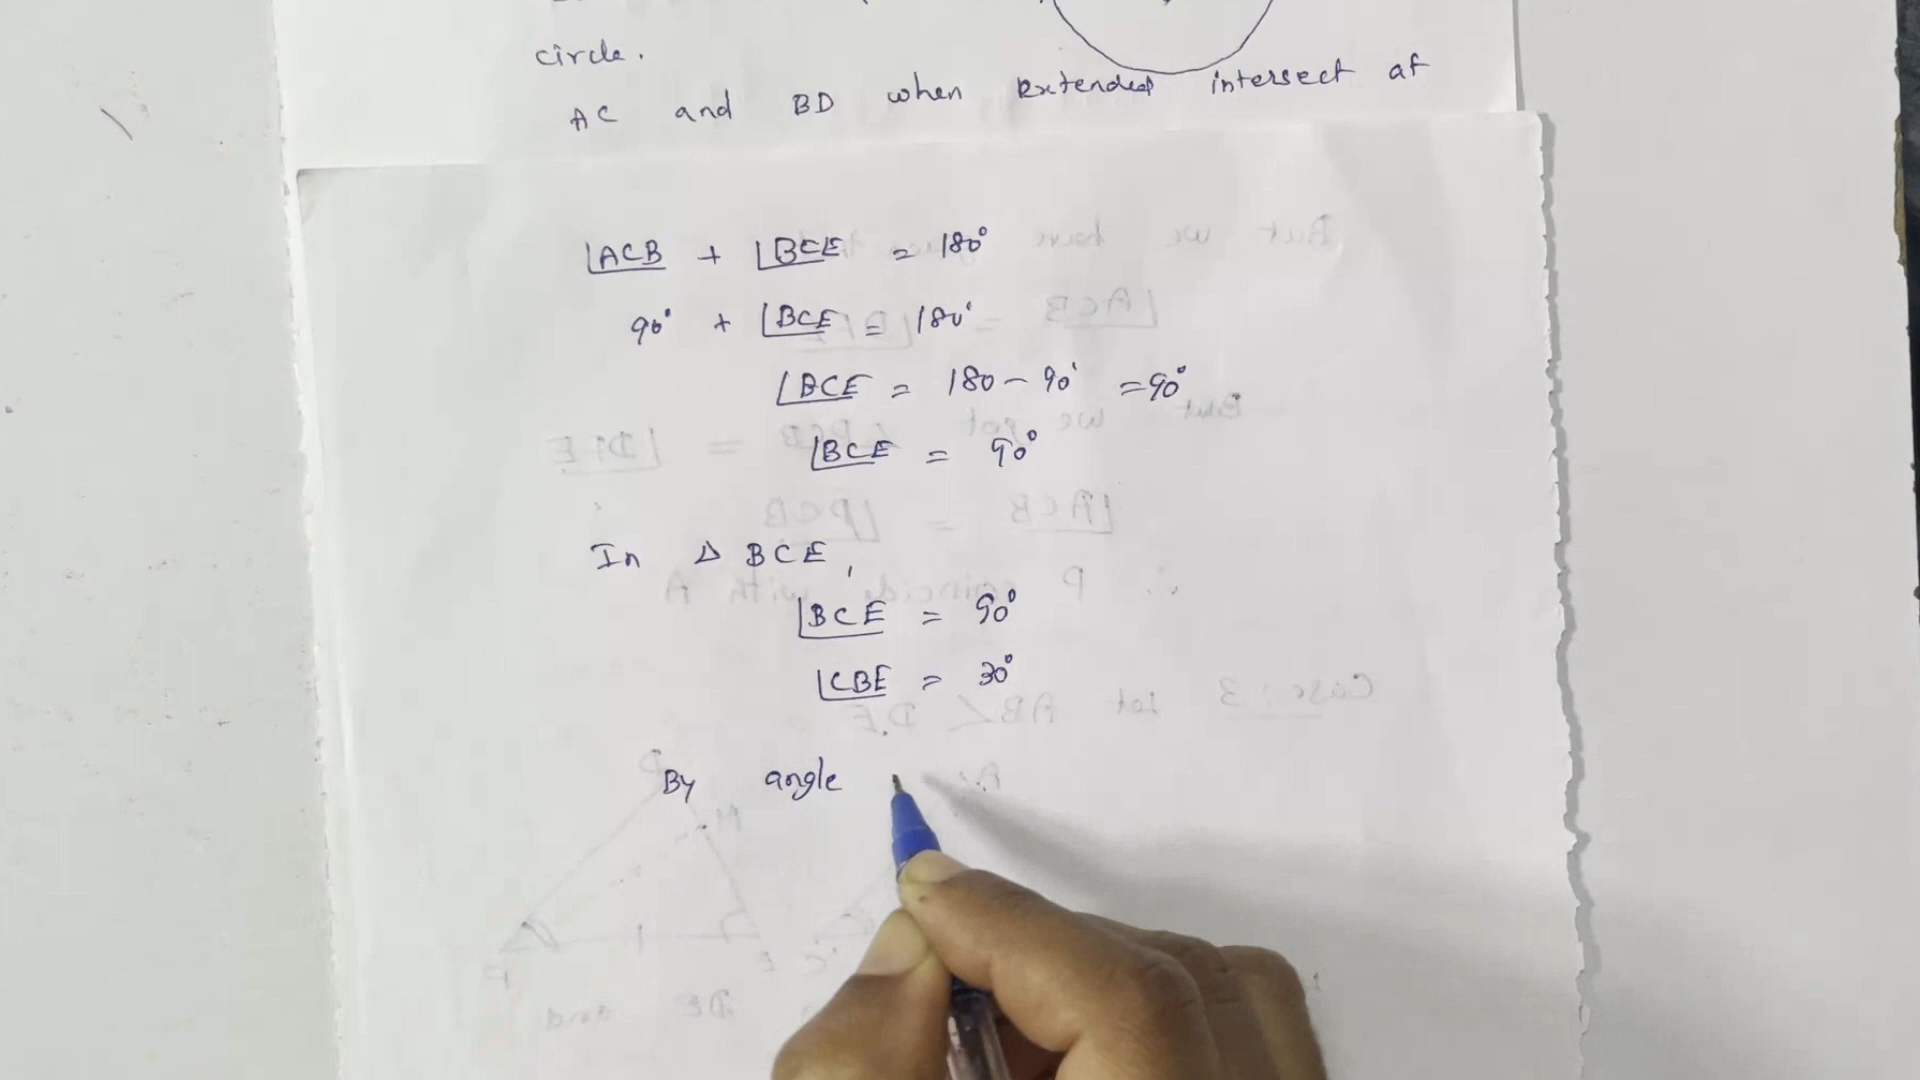 circle.
AC and BD when Extended intersect at
∠ACB + ∠BCE = 180°
90° + ∠BCE = 180°
∠BCE = 180 - 90° = 90°
∠BCE = 90°
In Δ BCE,
∠BCE = 90°
∠CBE = 30°
By angle